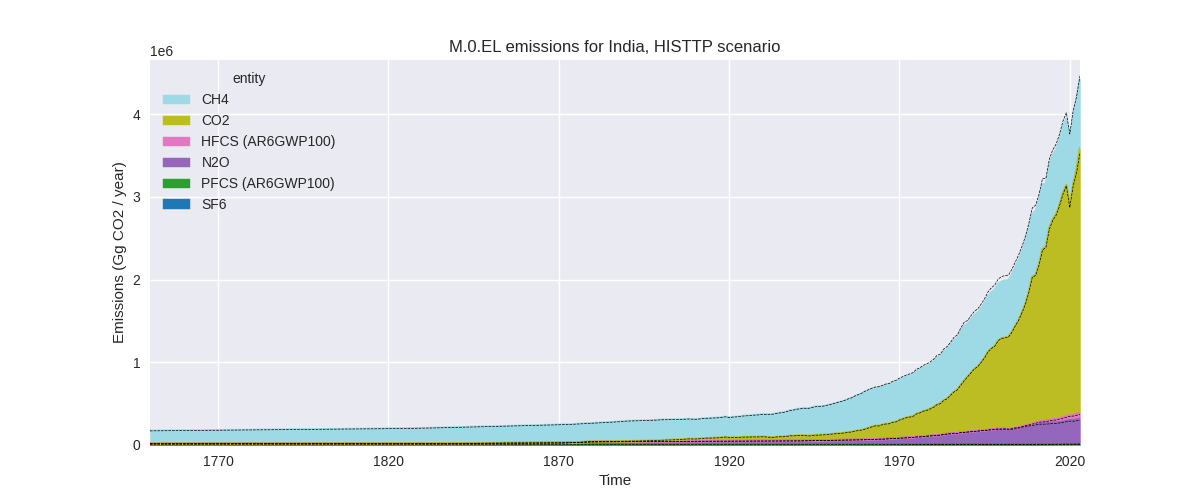 M.0.EL emissions for India, HISTTP scenario
1e6
entity
CH4
CO2
HFCS (AR6GWP100)
N2O
PFCS (AR6GWP100)
SF6
Emissions (Gg CO2 / year)
4
3
2
1
0
1770 1820 1870 1920 1970 2020
Time